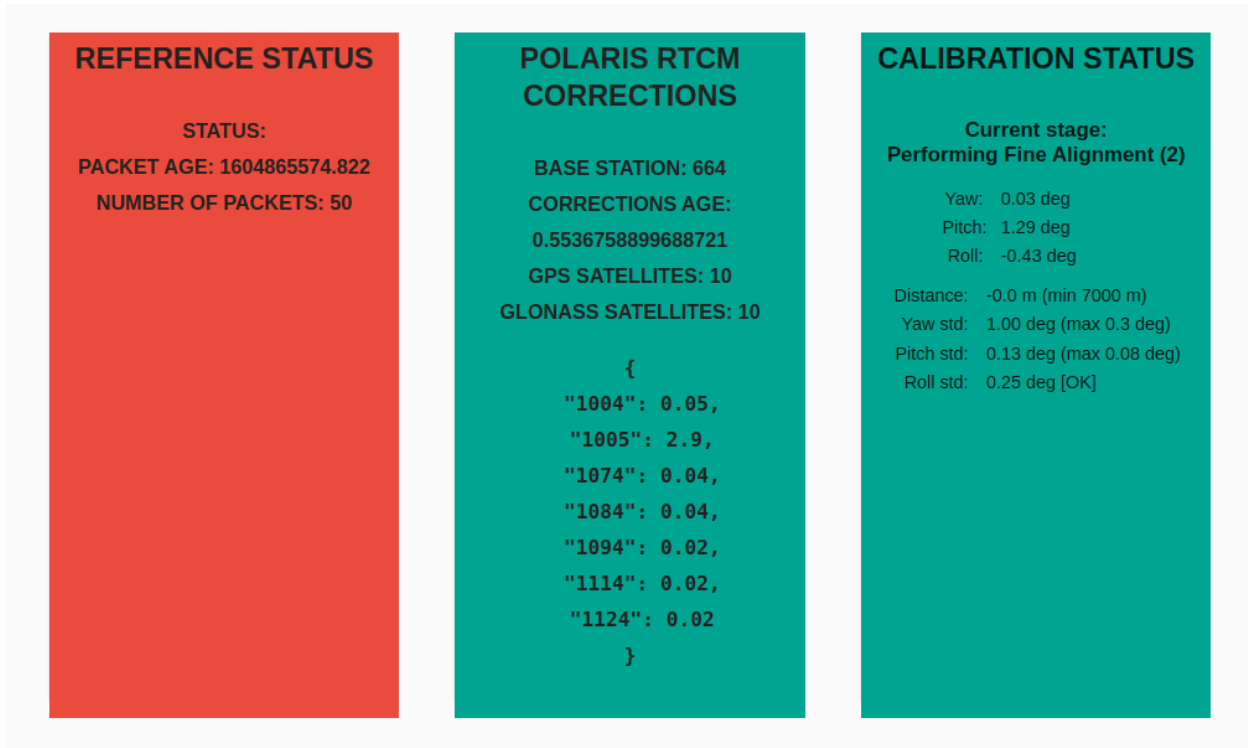 REFERENCE STATUS
STATUS:
PACKET AGE: 1604865574.822
NUMBER OF PACKETS: 50
POLARIS RTCM
CORRECTIONS
BASE STATION: 664
CORRECTIONS AGE:
0.5536758899688721
GPS SATELLITES: 10
GLONASS SATELLITES: 10
{
"1004": 0.05,
"1005": 2.9,
"1074": 0.04,
"1084": 0.04,
"1094": 0.02,
"1114": 0.02,
"1124": 0.02
}
CALIBRATION STATUS
Current stage:
Performing Fine Alignment (2)
Yaw: 0.03 deg
Pitch: 1.29 deg
Roll: -0.43 deg
Distance: -0.0 m (min 7000 m)
Yaw std: 1.00 deg (max 0.3 deg)
Pitch std: 0.13 deg (max 0.08 deg)
Roll std: 0.25 deg [OK]